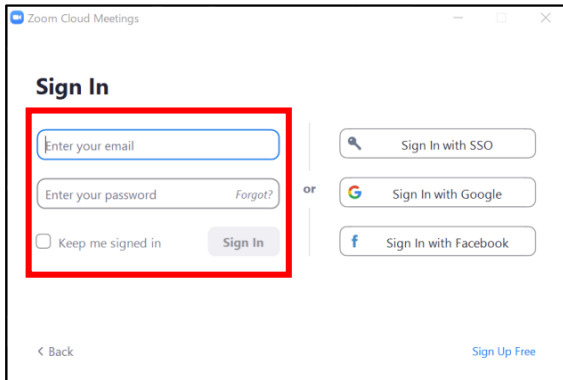 Zoom Cloud Meetings
Sign In
Enter your email
Enter your password Forgot?
Keep me signed in Sign In
or
Sign In with SSO
Sign In with Google
Sign In with Facebook
< Back
Sign Up Free